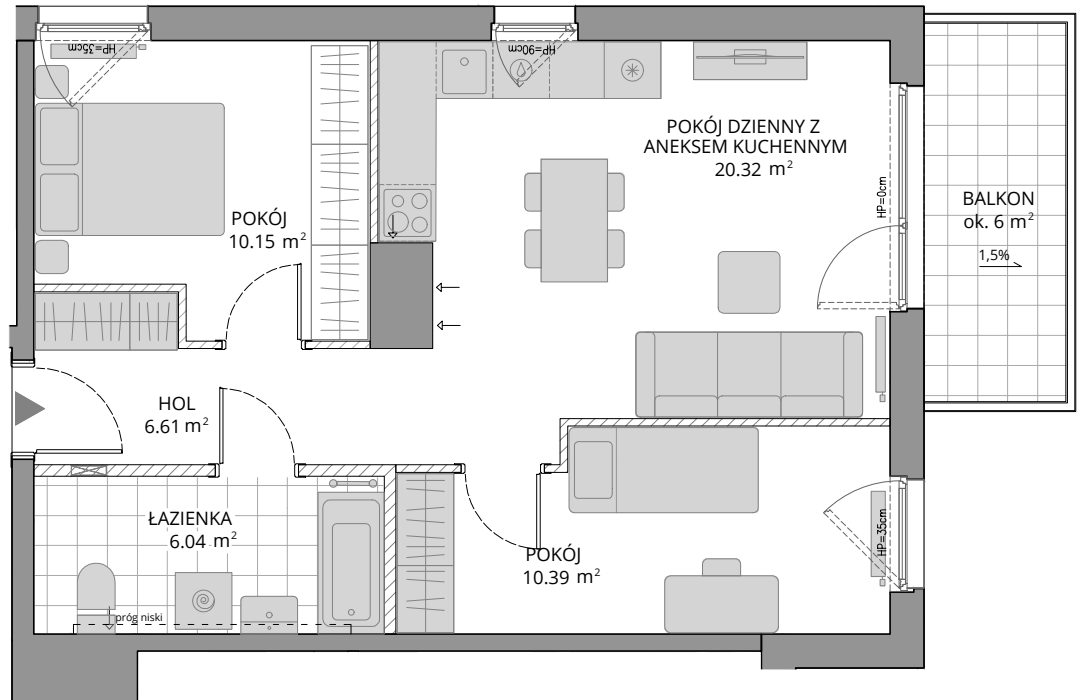 HP=35cm
HP=90cm
POKÓJ DZIENNY Z
ANEKSEM KUCHENNYM
20.32 m²
HP=0cm
BALKON
ok. 6 m²
1,5%
POKÓJ
10.15 m²
HOL
6.61 m²
ŁAZIENKA
6.04 m²
POKÓJ
10.39 m²
HP=35cm
próg niski